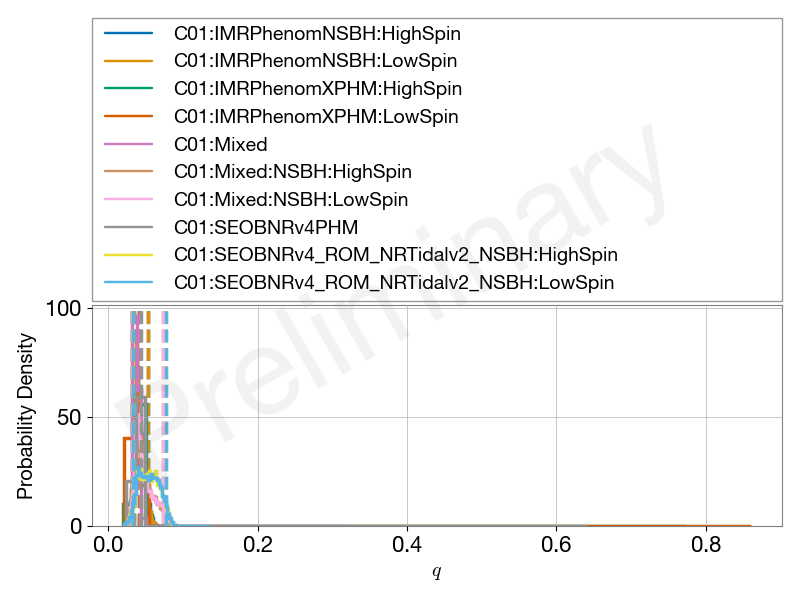 C01:IMRPhenomNSBH:HighSpin
C01:IMRPhenomNSBH:LowSpin
C01:IMRPhenomXPHM:HighSpin
C01:IMRPhenomXPHM:LowSpin
C01:Mixed
C01:Mixed:NSBH:HighSpin
C01:Mixed:NSBH:LowSpin
C01:SEOBNRv4PHM
C01:SEOBNRv4_ROM_NRTidalv2_NSBH:HighSpin
C01:SEOBNRv4_ROM_NRTidalv2_NSBH:LowSpin
Preliminary
Probability Density
100
50
0
0.0 0.2 0.4 0.6 0.8
q